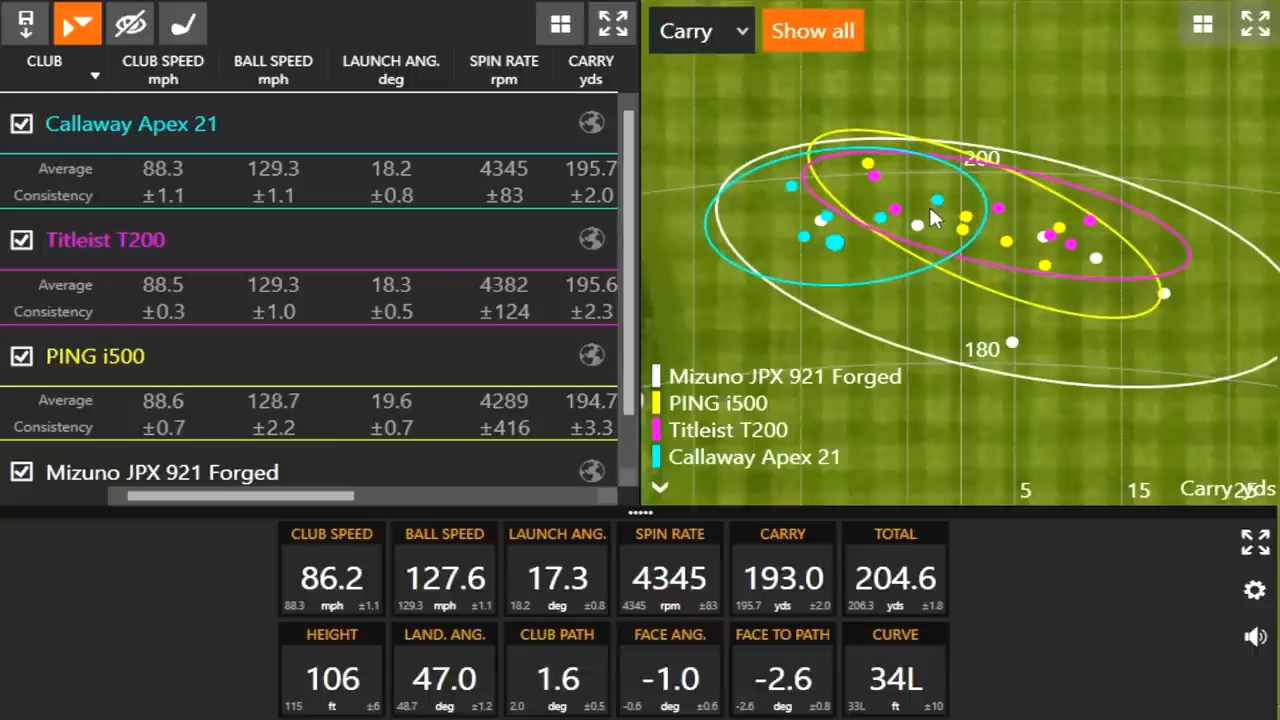 CLUB CLUB SPEED BALL SPEED LAUNCH ANG. SPIN RATE CARRY
mph mph deg rpm yds
Callaway Apex 21
Average 88.3 129.3 18.2 4345 195.7
Consistency ±1.1 ±1.1 ±0.8 ±83 ±2.0
Titleist T200
Average 88.5 129.3 18.3 4382 195.6
Consistency ±0.3 ±1.0 ±0.5 ±124 ±2.3
PING i500
Average 88.6 128.7 19.6 4289 194.7
Consistency ±0.7 ±2.2 ±0.7 ±416 ±3.3
Mizuno JPX 921 Forged
Carry Show all
200
180
Mizuno JPX 921 Forged
PING i500
Titleist T200
Callaway Apex 21
5 15 25
Carry yds
CLUB SPEED BALL SPEED LAUNCH ANG. SPIN RATE CARRY TOTAL
86.2 127.6 17.3 4345 193.0 204.6
88.3 mph ±1.1 129.3 mph ±1.1 18.2 deg ±0.8 4345 rpm ±83 195.7 yds ±2.0 206.3 yds ±1.8
HEIGHT LAND. ANG. CLUB PATH FACE ANG. FACE TO PATH CURVE
106 47.0 1.6 -1.0 -2.6 34L
115 ft ±6 48.7 deg ±1.2 2.0 deg ±0.5 -0.6 deg ±0.6 -2.6 deg ±0.8 33L ft ±10